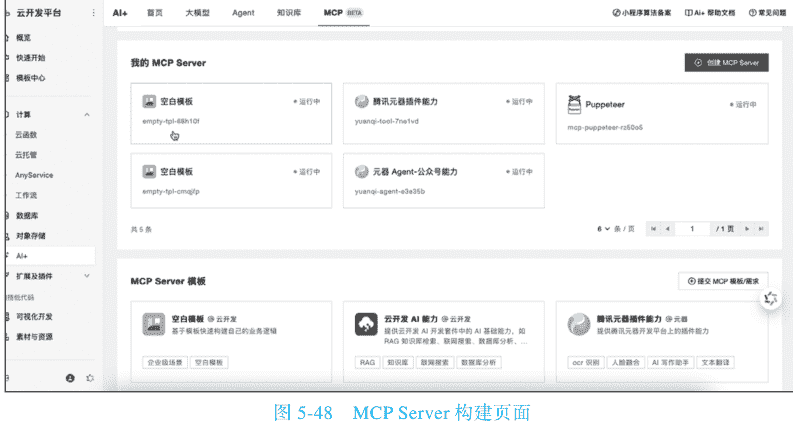 云开发平台
AI+ 首页 大模型 Agent 知识库 MCP BETA 小程序算法备案 AI+ 帮助文档 常见问题
概览
快速开始
模板中心
计算
云函数
云托管
AnyService
工作流
数据库
对象存储
AI+
扩展及插件
可视化开发
素材与资源
我的 MCP Server 创建 MCP Server
空白模板 运行中
腾讯元器插件能力 运行中
yuanqi-tool-7na1vd
Puppeteer 运行中
mcp-puppeteer-rz50a6
空白模板 运行中
元器 Agent-公众号能力 运行中
yuanqi-agent-e3a35b
6 条 / 页 1 / 1 页
MCP Server 模板 提交 MCP 模板/需求
空白模板 @云开发
基于模板快速构建自己的业务逻辑
企业级场景 空白模板
云开发 AI 能力 @云开发
提供云开发 AI 开发套件中的 AI 基础能力，如
RAG 知识库检索、联网搜索、数据库分析、...
RAG 知识库 联网搜索 数据库分析
腾讯元器插件能力 @元器
提供腾讯元器开发平台上的插件能力
ocr 识别 人脸融合 AI 写作助手 文本翻译
图 5-48 MCP Server 构建页面